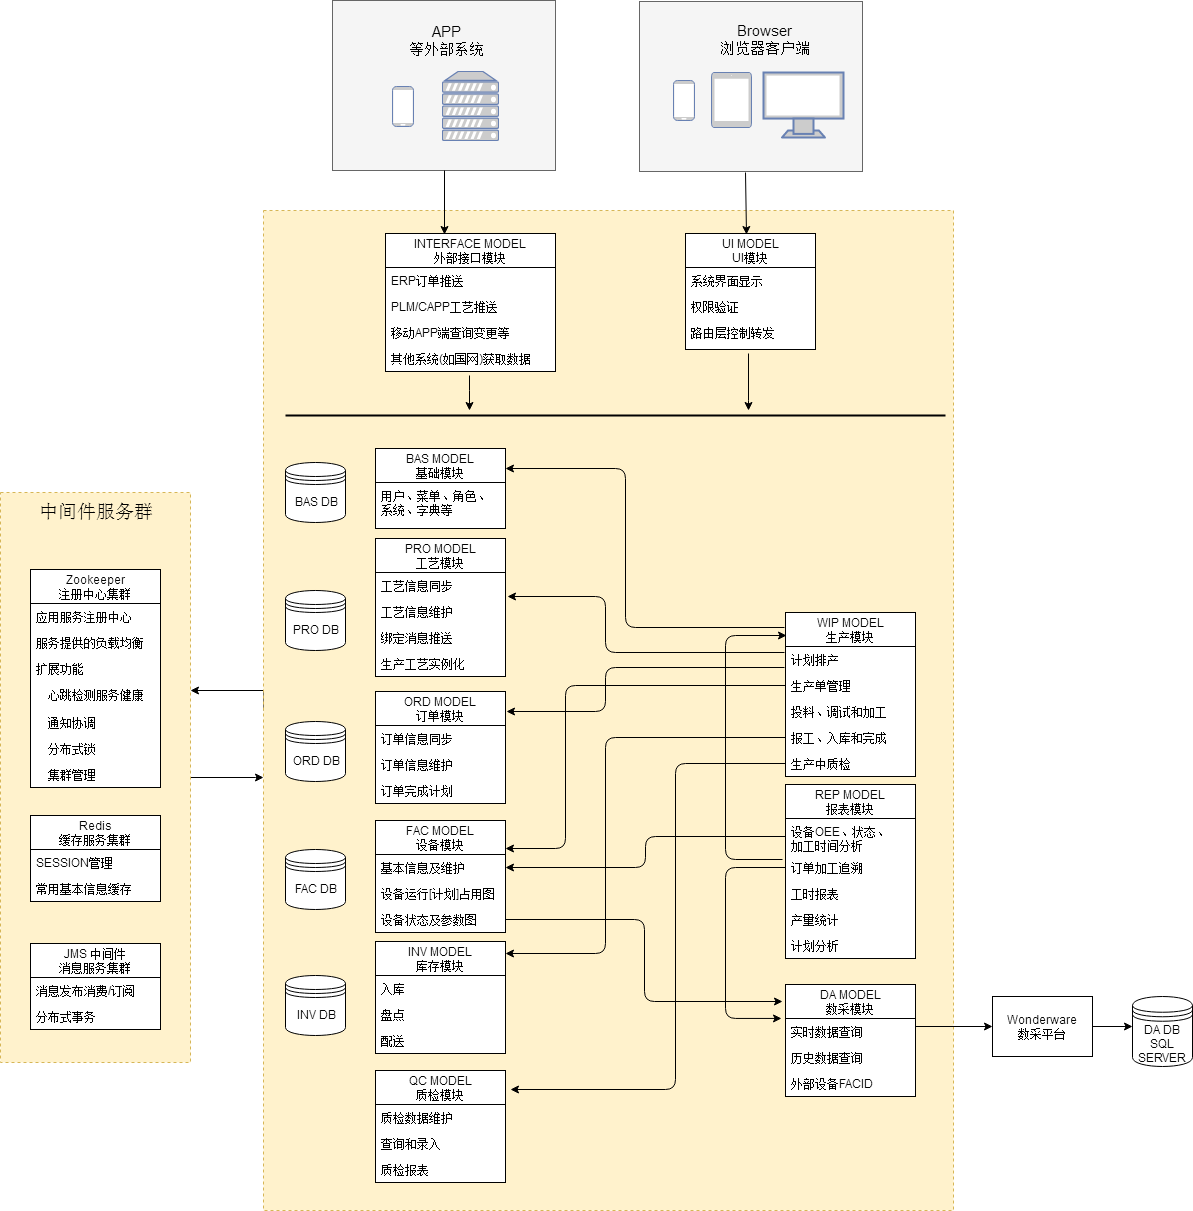 APP
等外部系统
Browser
浏览器客户端
INTERFACE MODEL
外部接口模块
ERP订单推送
PLM/CAPP工艺推送
移动APP端查询变更等
其他系统(如国网)获取数据
UI MODEL
UI模块
系统界面显示
权限验证
路由层控制转发
中间件服务群
Zookeeper
注册中心集群
应用服务注册中心
服务提供的负载均衡
扩展功能
心跳检测服务健康
通知协调
分布式锁
集群管理
Redis
缓存服务集群
SESSION管理
常用基本信息缓存
JMS 中间件
消息服务集群
消息发布消费/订阅
分布式事务
BAS DB
PRO DB
ORD DB
FAC DB
INV DB
BAS MODEL
基础模块
用户、菜单、角色、
系统、字典等
PRO MODEL
工艺模块
工艺信息同步
工艺信息维护
绑定消息推送
生产工艺实例化
ORD MODEL
订单模块
订单信息同步
订单信息维护
订单完成计划
FAC MODEL
设备模块
基本信息及维护
设备运行[计划]占用图
设备状态及参数图
INV MODEL
库存模块
入库
盘点
配送
QC MODEL
质检模块
质检数据维护
查询和录入
质检报表
WIP MODEL
生产模块
计划排产
生产单管理
投料、调试和加工
报工、入库和完成
生产中质检
REP MODEL
报表模块
设备OEE、状态、
加工时间分析
订单加工追溯
工时报表
产量统计
计划分析
DA MODEL
数采模块
实时数据查询
历史数据查询
外部设备FACID
Wonderware
数采平台
DA DB
SQL
SERVER